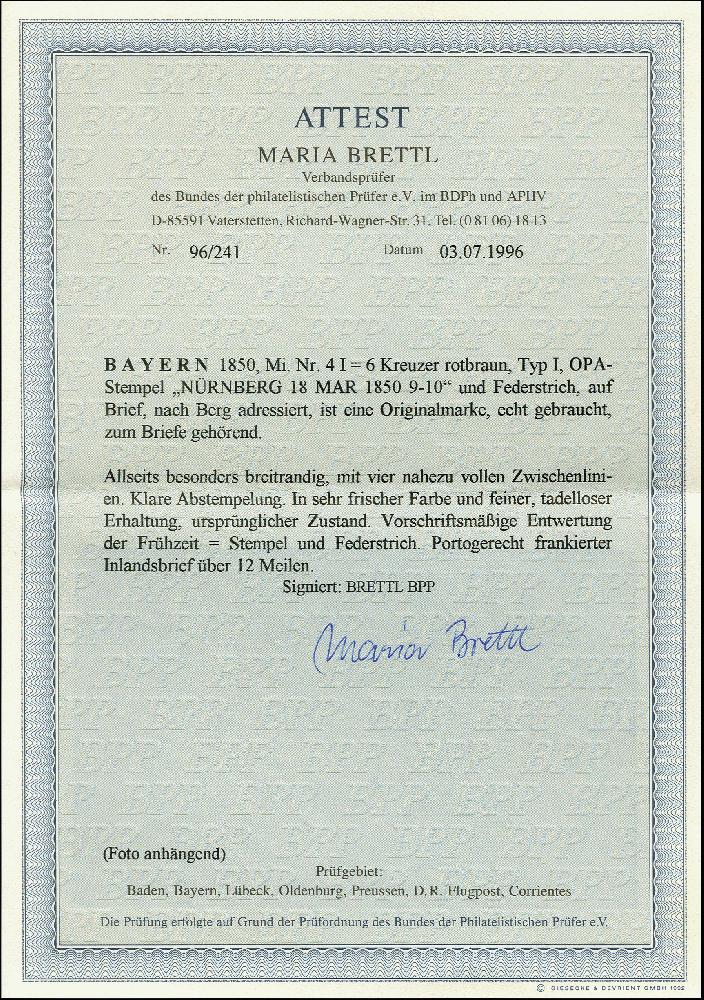 ATTEST
MARIA BRETTL
Verbandsprüfer
des Bundes der philatelistischen Prüfer e.V. im BDPh und APHV
D-85591 Vaterstetten, Richard-Wagner-Str. 31, Tel. (0 81 06) 18 13
Nr. 96/241 Datum 03.07.1996
BAYERN 1850, Mi. Nr. 4 I = 6 Kreuzer rotbraun, Typ I, OPA-
Stempel „NÜRNBERG 18 MAR 1850 9-10“ und Federstrich, auf
Brief, nach Berg adressiert, ist eine Originalmarke, echt gebraucht,
zum Briefe gehörend.
Allseits besonders breitrandig, mit vier nahezu vollen Zwischenlini-
en. Klare Abstempelung. In sehr frischer Farbe und feiner, tadelloser
Erhaltung, ursprünglicher Zustand. Vorschriftsmäßige Entwertung
der Frühzeit = Stempel und Federstrich. Portogerecht frankierter
Inlandsbrief über 12 Meilen.
Signiert: BRETTL BPP
Maria Brettl
(Foto anhängend)
Prüfgebiet:
Baden, Bayern, Lübeck, Oldenburg, Preussen, D.R. Flugpost, Corrientes
Die Prüfung erfolgte auf Grund der Prüfordnung des Bundes der Philatelistischen Prüfer e.V.
© GIESECKE & DEVRIENT GMBH 1992